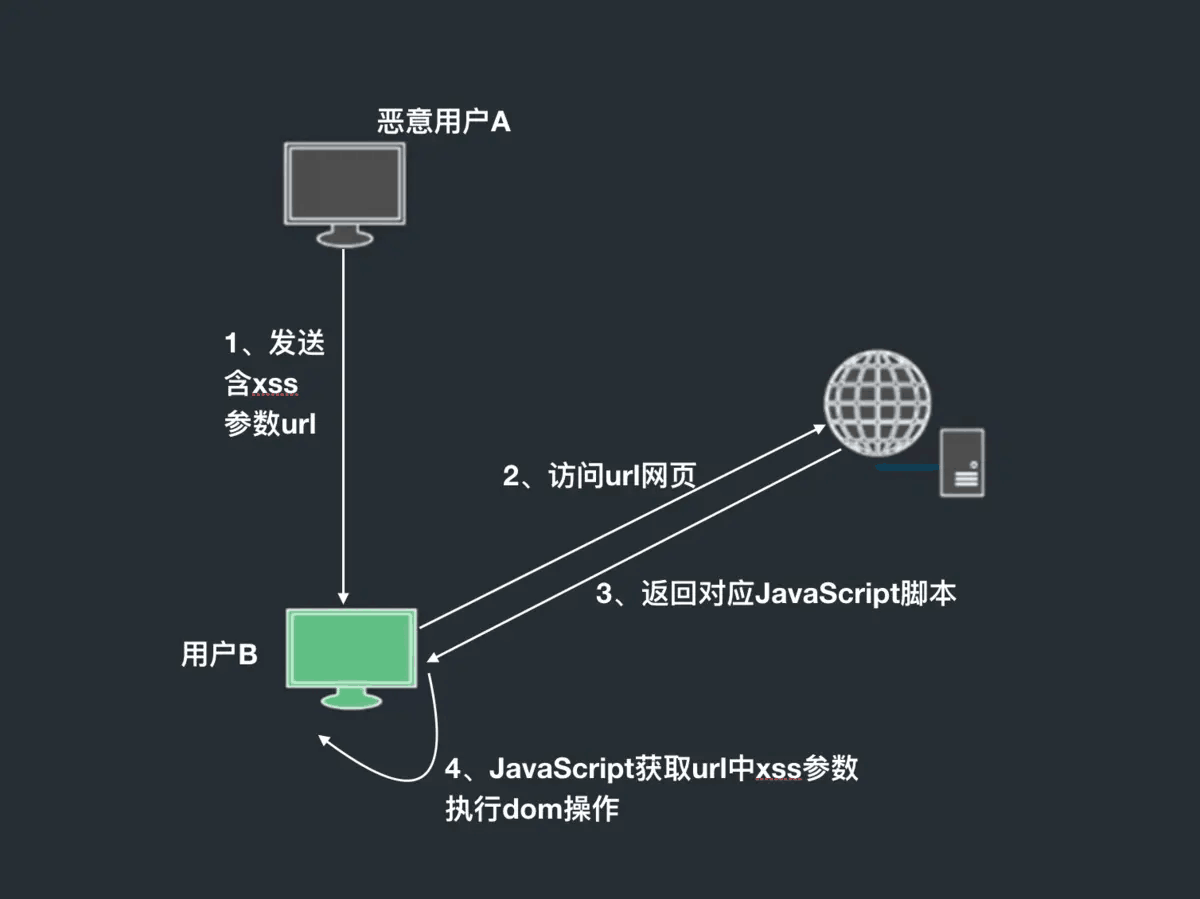 恶意用户A
1、发送
含xss
参数url
2、访问url网页
3、返回对应JavaScript脚本
用户B
4、JavaScript获取url中xss参数
执行dom操作